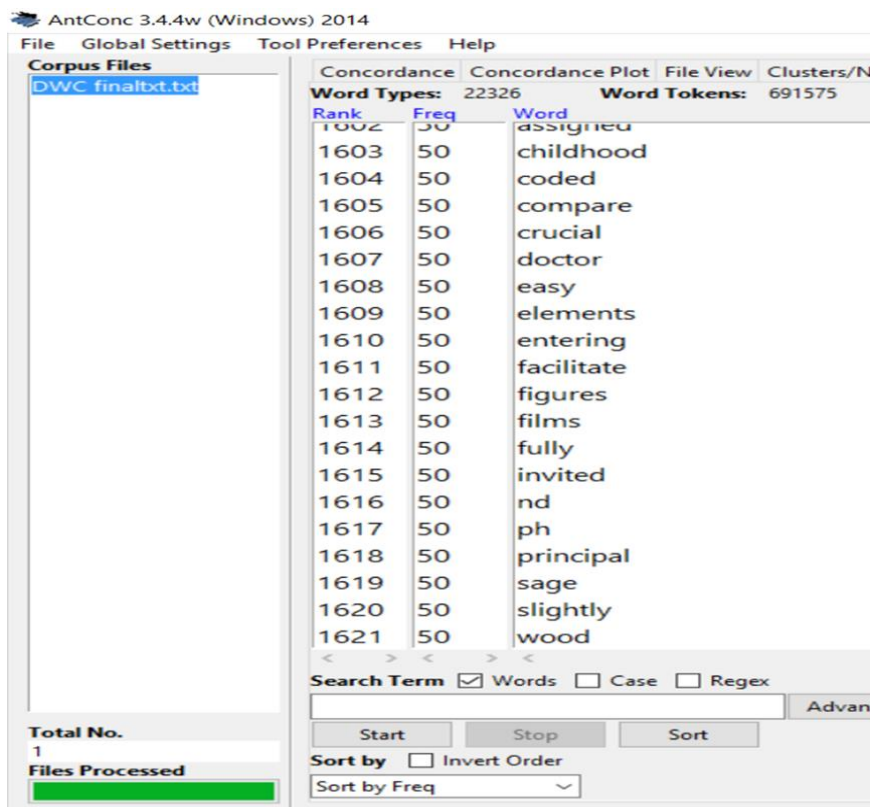 AntConc 3.4.4w (Windows) 2014
File Global Settings Tool Preferences Help
Corpus Files
DWC finaltxt.txt
Concordance Concordance Plot File View Clusters/N
Word Types: 22326 Word Tokens: 691575
Rank Freq Word
1602 50 assigned
1603 50 childhood
1604 50 coded
1605 50 compare
1606 50 crucial
1607 50 doctor
1608 50 easy
1609 50 elements
1610 50 entering
1611 50 facilitate
1612 50 figures
1613 50 films
1614 50 fully
1615 50 invited
1616 50 nd
1617 50 ph
1618 50 principal
1619 50 sage
1620 50 slightly
1621 50 wood
Search Term Words Case Regex
Advan
Total No.
1
Files Processed
Start Stop Sort
Sort by Invert Order
Sort by Freq